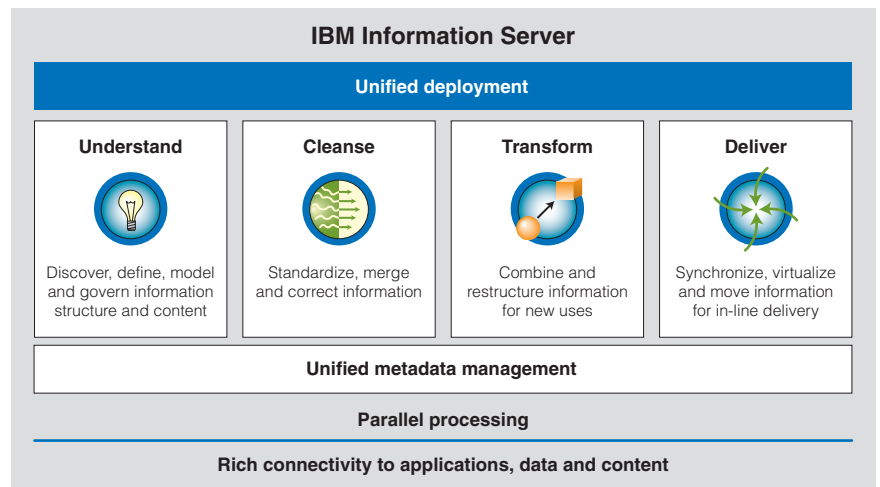 IBM Information Server
Unified deployment
Understand
Discover, define, model
and govern information
structure and content
Cleanse
Standardize, merge
and correct information
Transform
Combine and
restructure information
for new uses
Deliver
Synchronize, virtualize
and move information
for in-line delivery
Unified metadata management
Parallel processing
Rich connectivity to applications, data and content